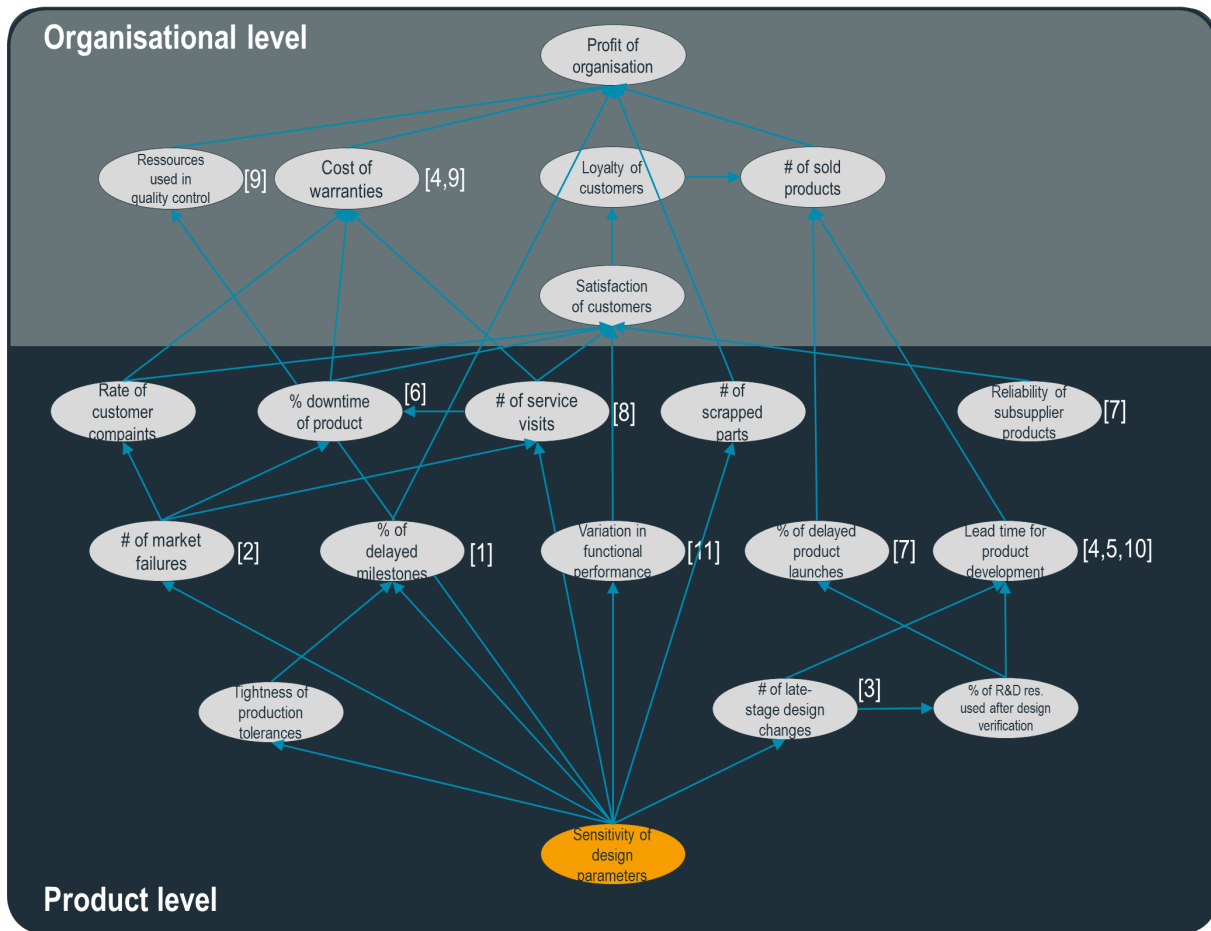 Organisational level
Profit of
organisation
Ressources
used in
quality control
[9]
Cost of
warranties
[4,9]
Loyalty of
customers
# of sold
products
Satisfaction
of customers
Rate of
customer
compaints
% downtime
of product
[6]
# of service
visits
[8]
# of
scrapped
parts
Reliability of
subsupplier
products
[7]
# of market
failures
[2]
% of
delayed
milestones
[1]
Variation in
functional
performance
[11]
% of delayed
product
launches
[7]
Lead time for
product
development
[4,5,10]
Tightness of
production
tolerances
# of late-
stage design
changes
[3]
% of R&D res.
used after design
verification
Sensitivity of
design
parameters
Product level